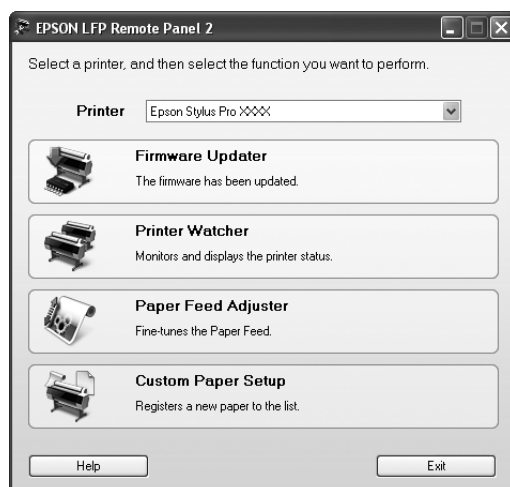 EPSON LFP Remote Panel 2
Select a printer, and then select the function you want to perform.
Printer Epson Stylus Pro XXXX
Firmware Updater
The firmware has been updated.
Printer Watcher
Monitors and displays the printer status.
Paper Feed Adjuster
Fine-tunes the Paper Feed.
Custom Paper Setup
Registers a new paper to the list.
Help Exit